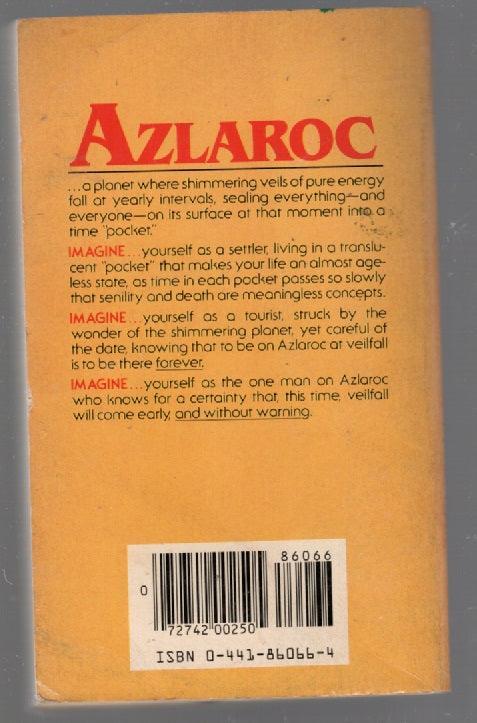 AZLAROC
...a planet where shimmering veils of pure energy
fall at yearly intervals, sealing everything—and
everyone—on its surface at that moment into a
time "pocket."
IMAGINE...yourself as a settler, living in a translu-
cent "pocket" that makes your life an almost age-
less state, as time in each pocket passes so slowly
that senility and death are meaningless concepts.
IMAGINE...yourself as a tourist, struck by the
wonder of the shimmering planet, yet careful of
the date, knowing that to be on Azlaroc at veilfall
is to be there forever.
IMAGINE...yourself as the one man on Azlaroc
who knows for a certainty that, this time, veilfall
will come early, and without warning.
86066
0
72742 00250
ISBN 0-441-86066-4